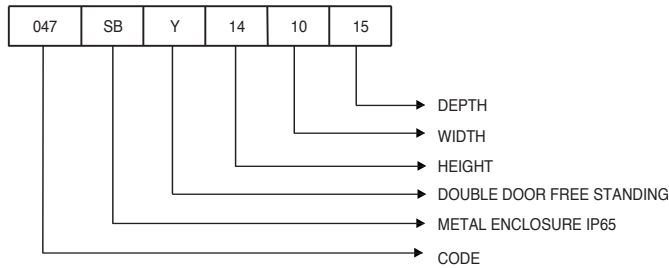 047 SB Y 14 10 15
DEPTH
WIDTH
HEIGHT
DOUBLE DOOR FREE STANDING
METAL ENCLOSURE IP65
CODE